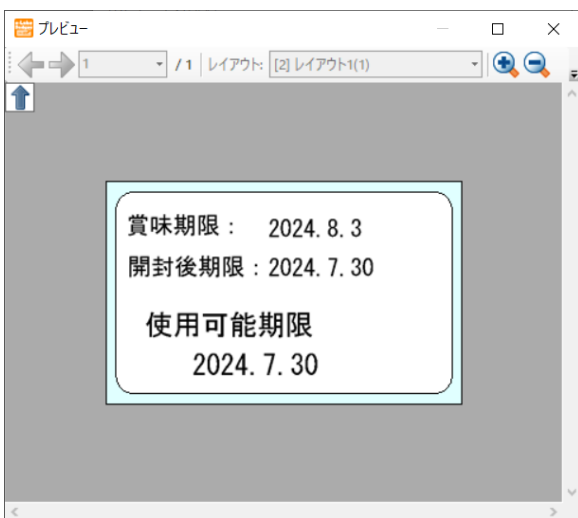 プレビュー
1 / 1 レイアウト: [2] レイアウト1(1)
賞味期限： 2024. 8. 3
開封後期限：2024. 7. 30
使用可能期限
2024. 7. 30